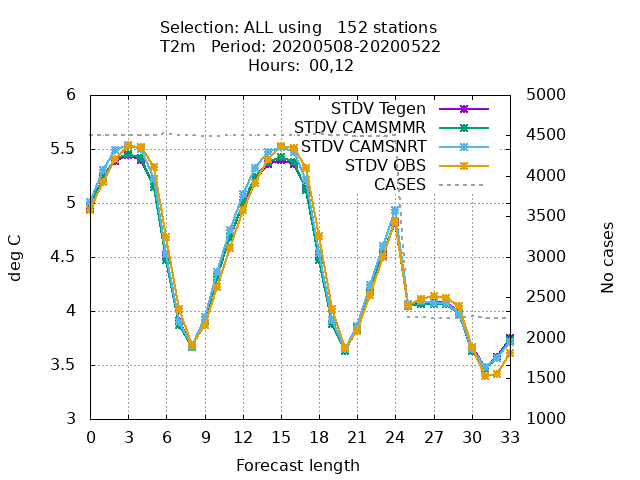 Selection: ALL using   152 stations
T2m   Period: 20200508-20200522
Hours:  00,12
6
5.5
5
4.5
4
3.5
3
deg C
5000
4500
4000
3500
3000
2500
2000
1500
1000
No cases
STDV Tegen
STDV CAMSMMR
STDV CAMSNRT
STDV OBS
CASES
0 3 6 9 12 15 18 21 24 27 30 33
Forecast length